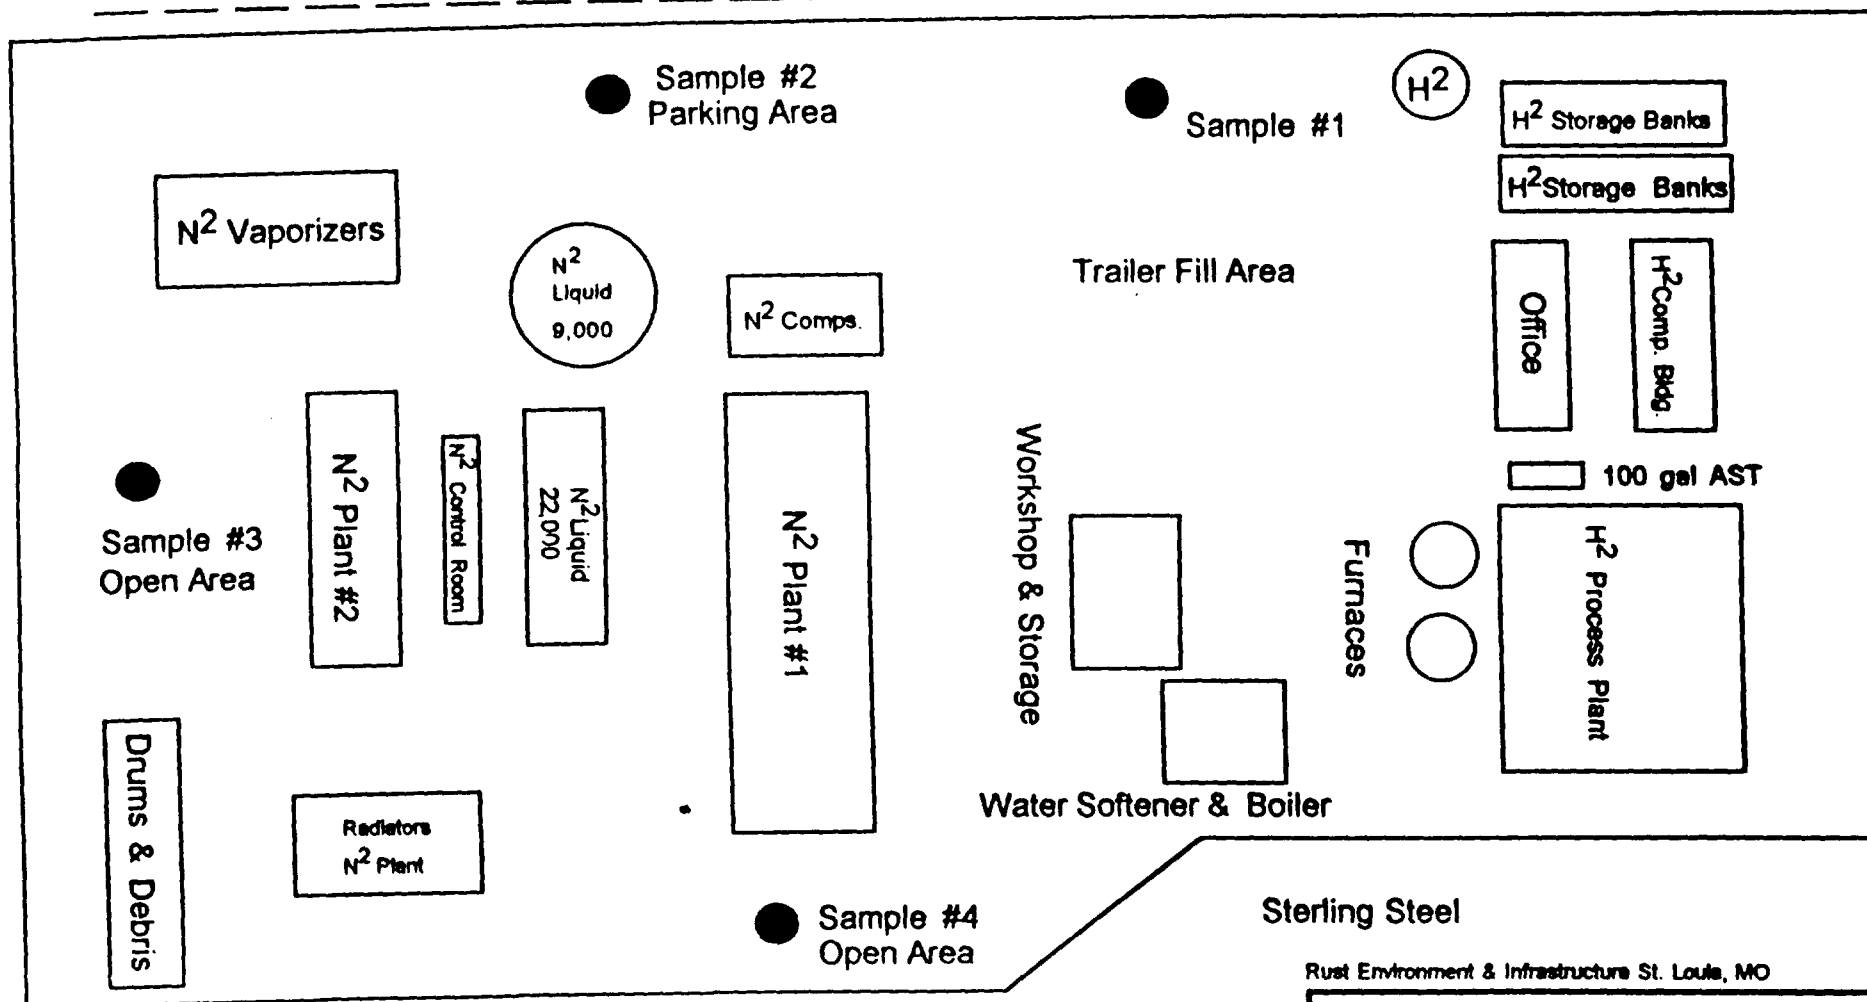 Sample #2
Parking Area
Sample #1
H2
H2 Storage Banks
H2 Storage Banks
N2 Vaporizers
N2
Liquid
9,000
N2 Comps.
Trailer Fill Area
Office
H2 Comp. Bldg.
100 gal AST
Sample #3
Open Area
N2 Plant #2
N2 Control Room
N2 Liquid
22,000
N2 Plant #1
Workshop & Storage
Furnaces
H2 Process Plant
Drums & Debris
Radiators
N2 Plant
Water Softener & Boiler
Sample #4
Open Area
Sterling Steel
Rust Environment & Infrastructure St. Louis, MO